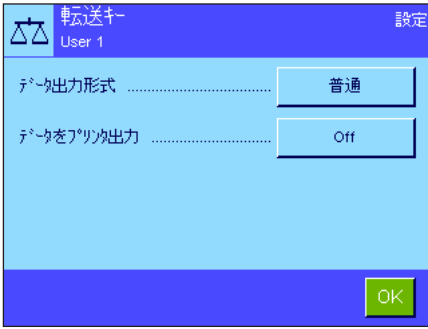 転送キー
設定
User 1
ﾃﾞｰﾀ出力形式 ................................ 普通
ﾃﾞｰﾀをﾌﾟﾘﾝﾀ出力 ........................... Off
OK